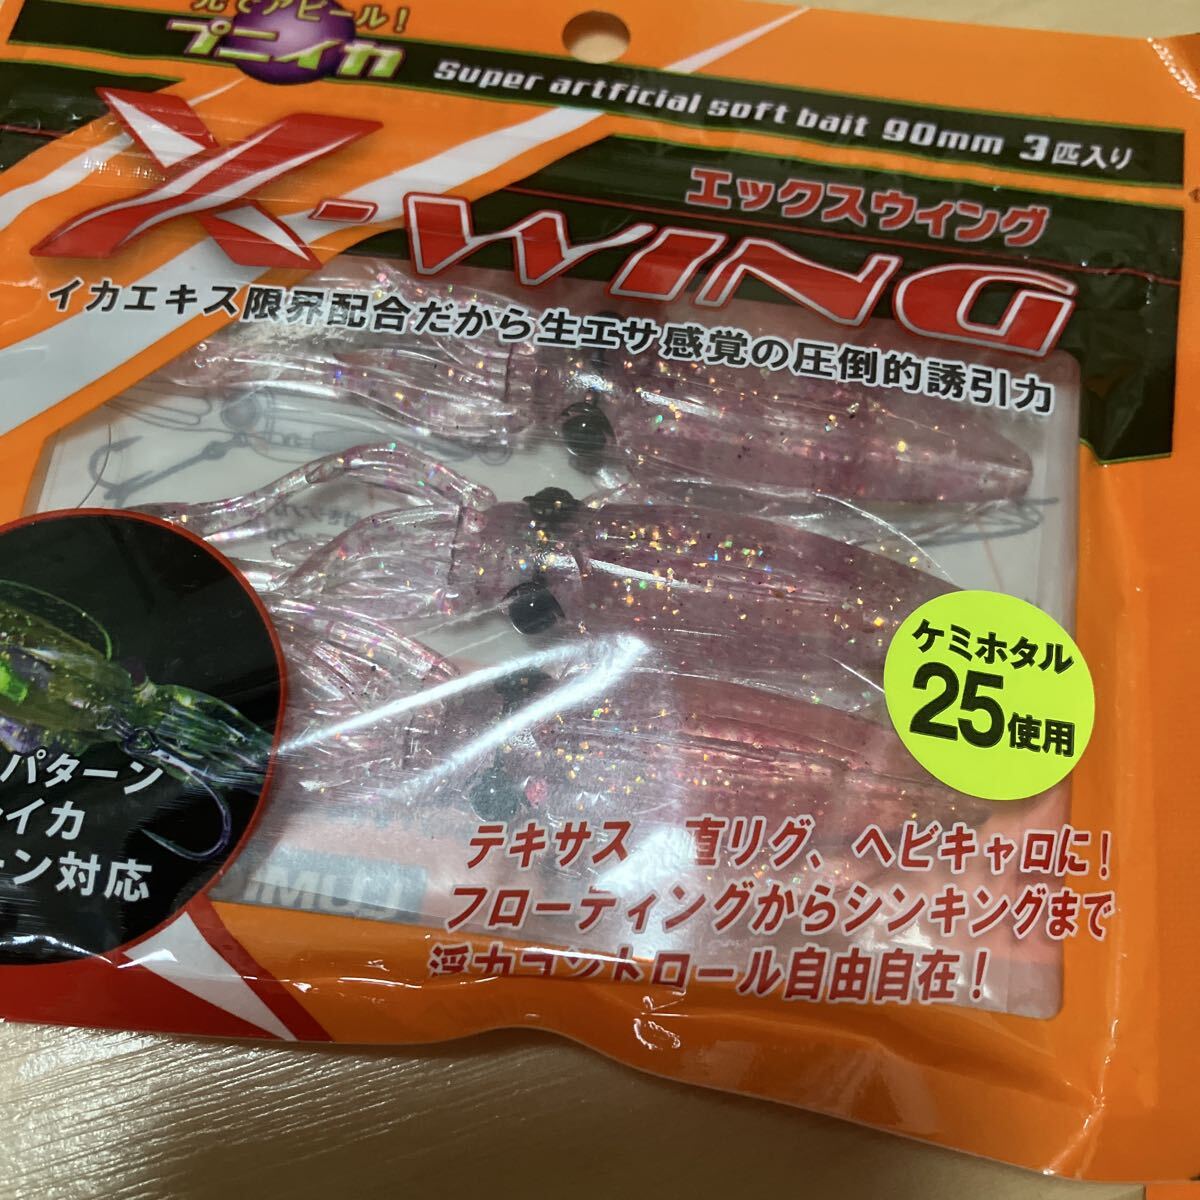 光でアピール！
プニイカ
Super artficial soft bait 90mm 3匹入り
エックスウイング
X-WING
イカエキス限界配合だから生エサ感覚の圧倒的誘引力
ケミホタル
25使用
パターン
イカ
ーン対応
テキサス 直リグ、ヘビキャロに！
フローティングからシンキングまで
浮力コントロール自由自在！